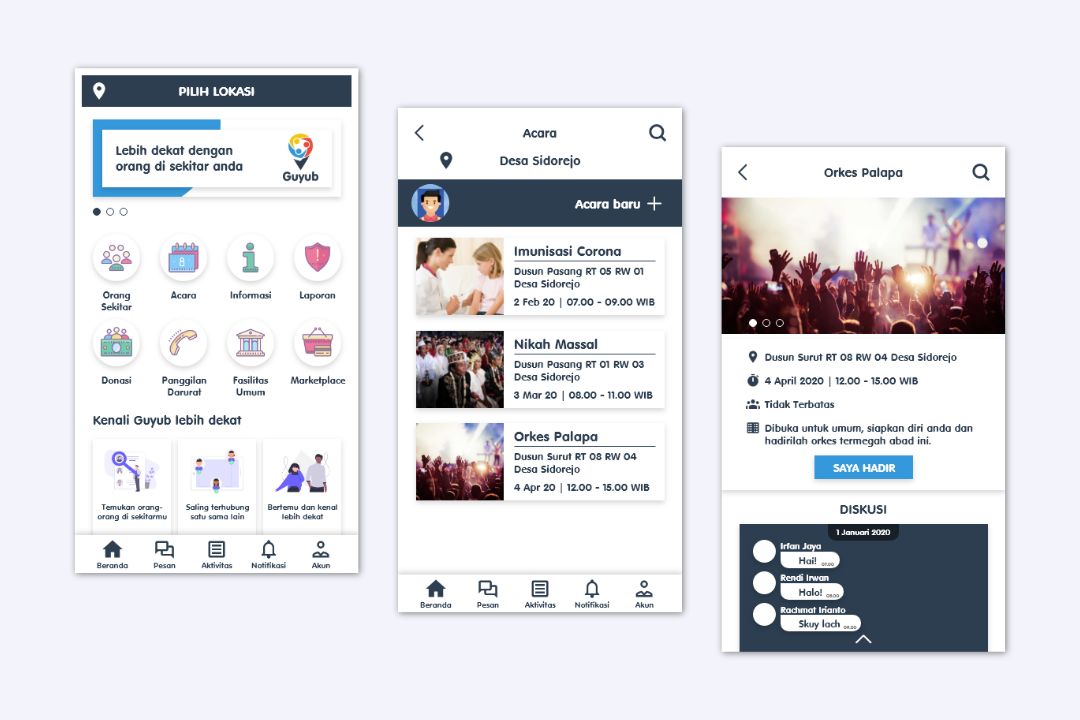 PILIH LOKASI
Lebih dekat dengan
orang di sekitar anda
Guyub
8
Orang
Sekitar
Acara
Informasi
Laporan
Donasi
Panggilan
Darurat
Fasilitas
Umum
Marketplace
Kenali Guyub lebih dekat
Temukan orang-
orang di sekitarmu
Saling terhubung
satu sama lain
Bertemu dan kenal
lebih dekat
Beranda
Pesan
Aktivitas
Notifikasi
Akun
Acara
Desa Sidorejo
Acara baru
Imunisasi Corona
Dusun Pasang RT 05 RW 01
Desa Sidorejo
2 Feb 20 | 07.00 - 09.00 WIB
Nikah Massal
Dusun Pasang RT 01 RW 03
Desa Sidorejo
3 Mar 20 | 08.00 - 11.00 WIB
Orkes Palapa
Dusun Surut RT 08 RW 04
Desa Sidorejo
4 Apr 20 | 12.00 - 15.00 WIB
Beranda
Pesan
Aktivitas
Notifikasi
Akun
Orkes Palapa
Dusun Surut RT 08 RW 04 Desa Sidorejo
4 April 2020 | 12.00 - 15.00 WIB
Tidak Terbatas
Dibuka untuk umum, siapkan diri anda dan
hadirilah orkes termegah abad ini.
SAYA HADIR
DISKUSI
1 Januari 2020
Irfan Jaya
Hai! 07.00
Rendi Irwan
Halo! 08.00
Rachmat Irianto
Skuy lach 09.00